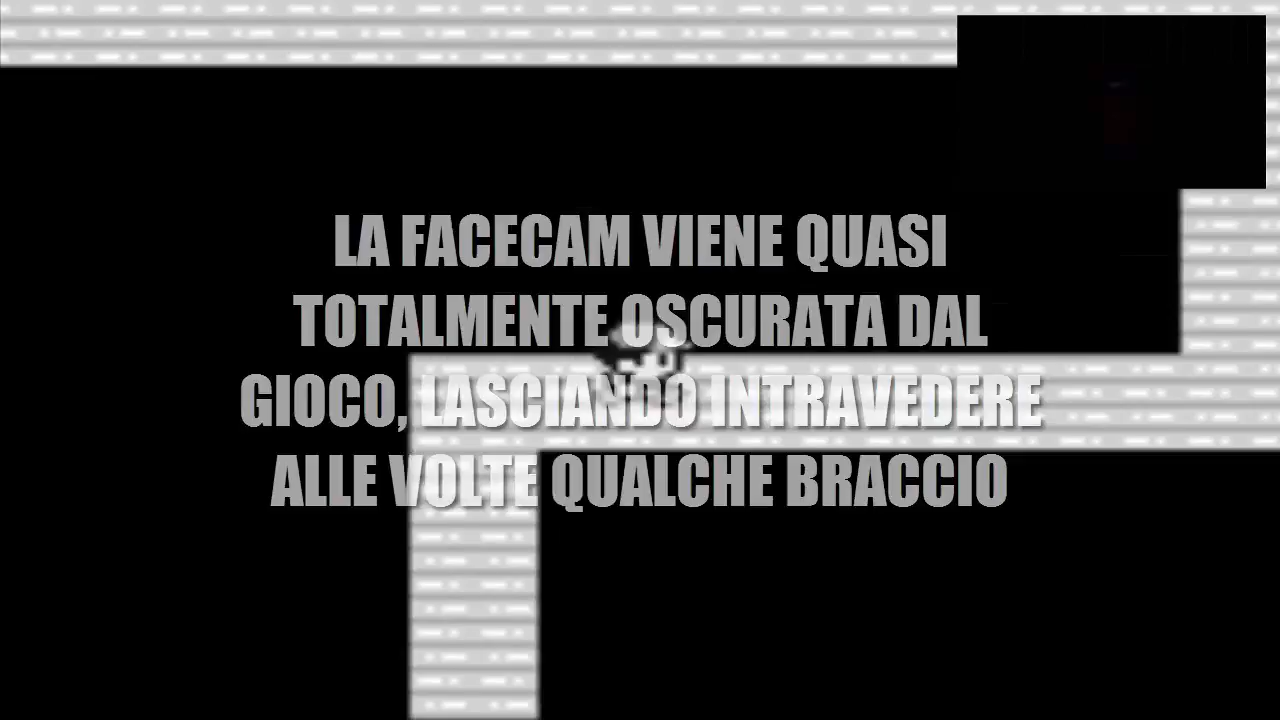 LA FACECAM VIENE QUASI
TOTALMENTE OSCURATA DAL
GIOCO, LASCIANDO INTRAVEDERE
ALLE VOLTE QUALCHE BRACCIO